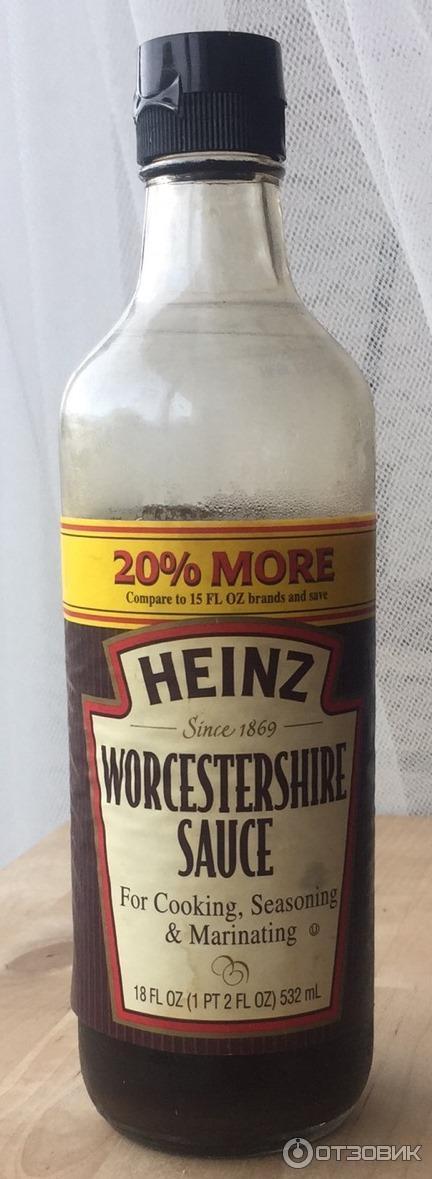 20% MORE
Compare to 15 FL OZ brands and save
HEINZ
Since 1869
WORCESTERSHIRE
SAUCE
For Cooking, Seasoning
& Marinating U
18 FL OZ (1 PT 2 FL OZ) 532 mL
ОТЗОВИК